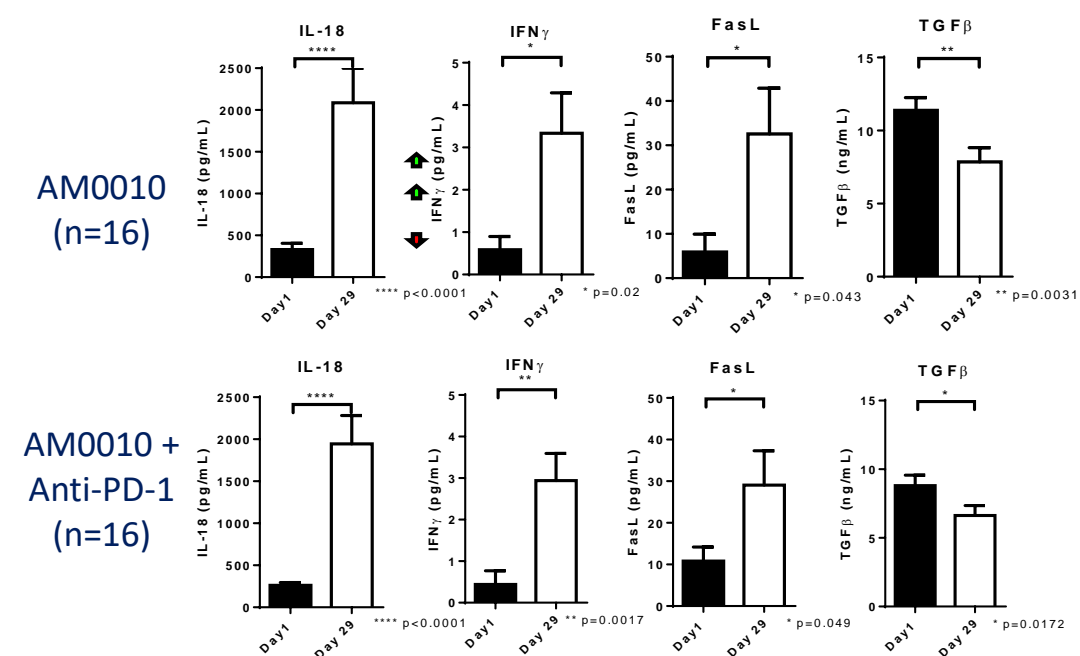 AM0010
(n=16)
IL-18
****
IL-18 (pg/mL)
2500
2000
1500
1000
500
0
Day1
Day 29
**** p<0.0001
IFNγ
*
IFNγ (pg/mL)
5
4
3
2
1
0
Day1
Day 29
* p=0.02
FasL
*
FasL (pg/mL)
50
40
30
20
10
0
Day1
Day 29
* p=0.043
TGFβ
**
TGFβ (ng/mL)
15
10
5
0
Day1
Day 29
** p=0.0031
AM0010 +
Anti-PD-1
(n=16)
IL-18
****
IL-18 (pg/mL)
2500
2000
1500
1000
500
0
Day1
Day 29
**** p<0.0001
IFNγ
**
IFNγ (pg/mL)
5
4
3
2
1
0
Day1
Day 29
** p=0.0017
FasL
*
FasL (pg/mL)
50
40
30
20
10
0
Day1
Day 29
* p=0.049
TGFβ
*
TGFβ (ng/mL)
15
10
5
0
Day1
Day 29
* p=0.0172